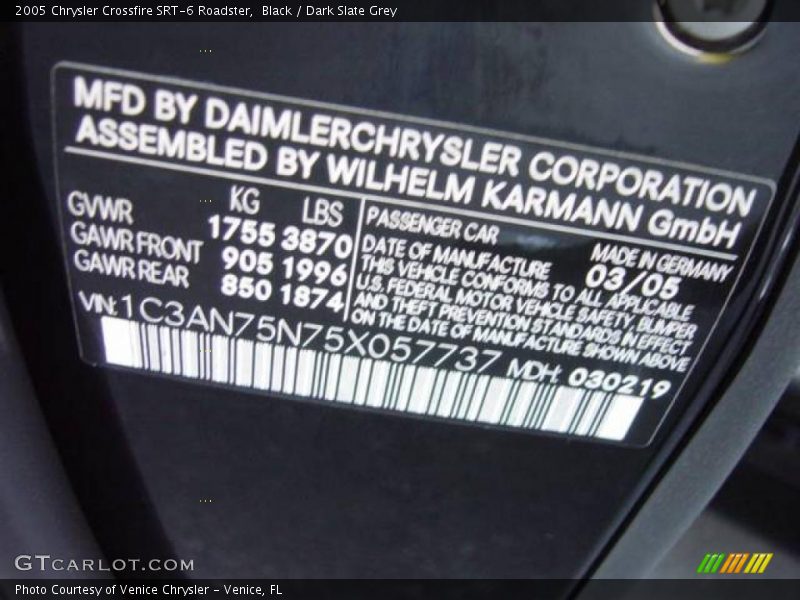 2005 Chrysler Crossfire SRT-6 Roadster, Black / Dark Slate Grey
MFD BY DAIMLERCHRYSLER CORPORATION
ASSEMBLED BY WILHELM KARMANN GmbH
KG LBS
GVWR 1755 3870
GAWR FRONT 905 1996
GAWR REAR 850 1874
PASSENGER CAR MADE IN GERMANY
DATE OF MANUFACTURE 03/05
THIS VEHICLE CONFORMS TO ALL APPLICABLE
U.S. FEDERAL MOTOR VEHICLE SAFETY, BUMPER
AND THEFT PREVENTION STANDARDS IN EFFECT
ON THE DATE OF MANUFACTURE SHOWN ABOVE
VIN: 1C3AN75N75X057737 MDH: 030219
GTCARLOT.COM
Photo Courtesy of Venice Chrysler - Venice, FL